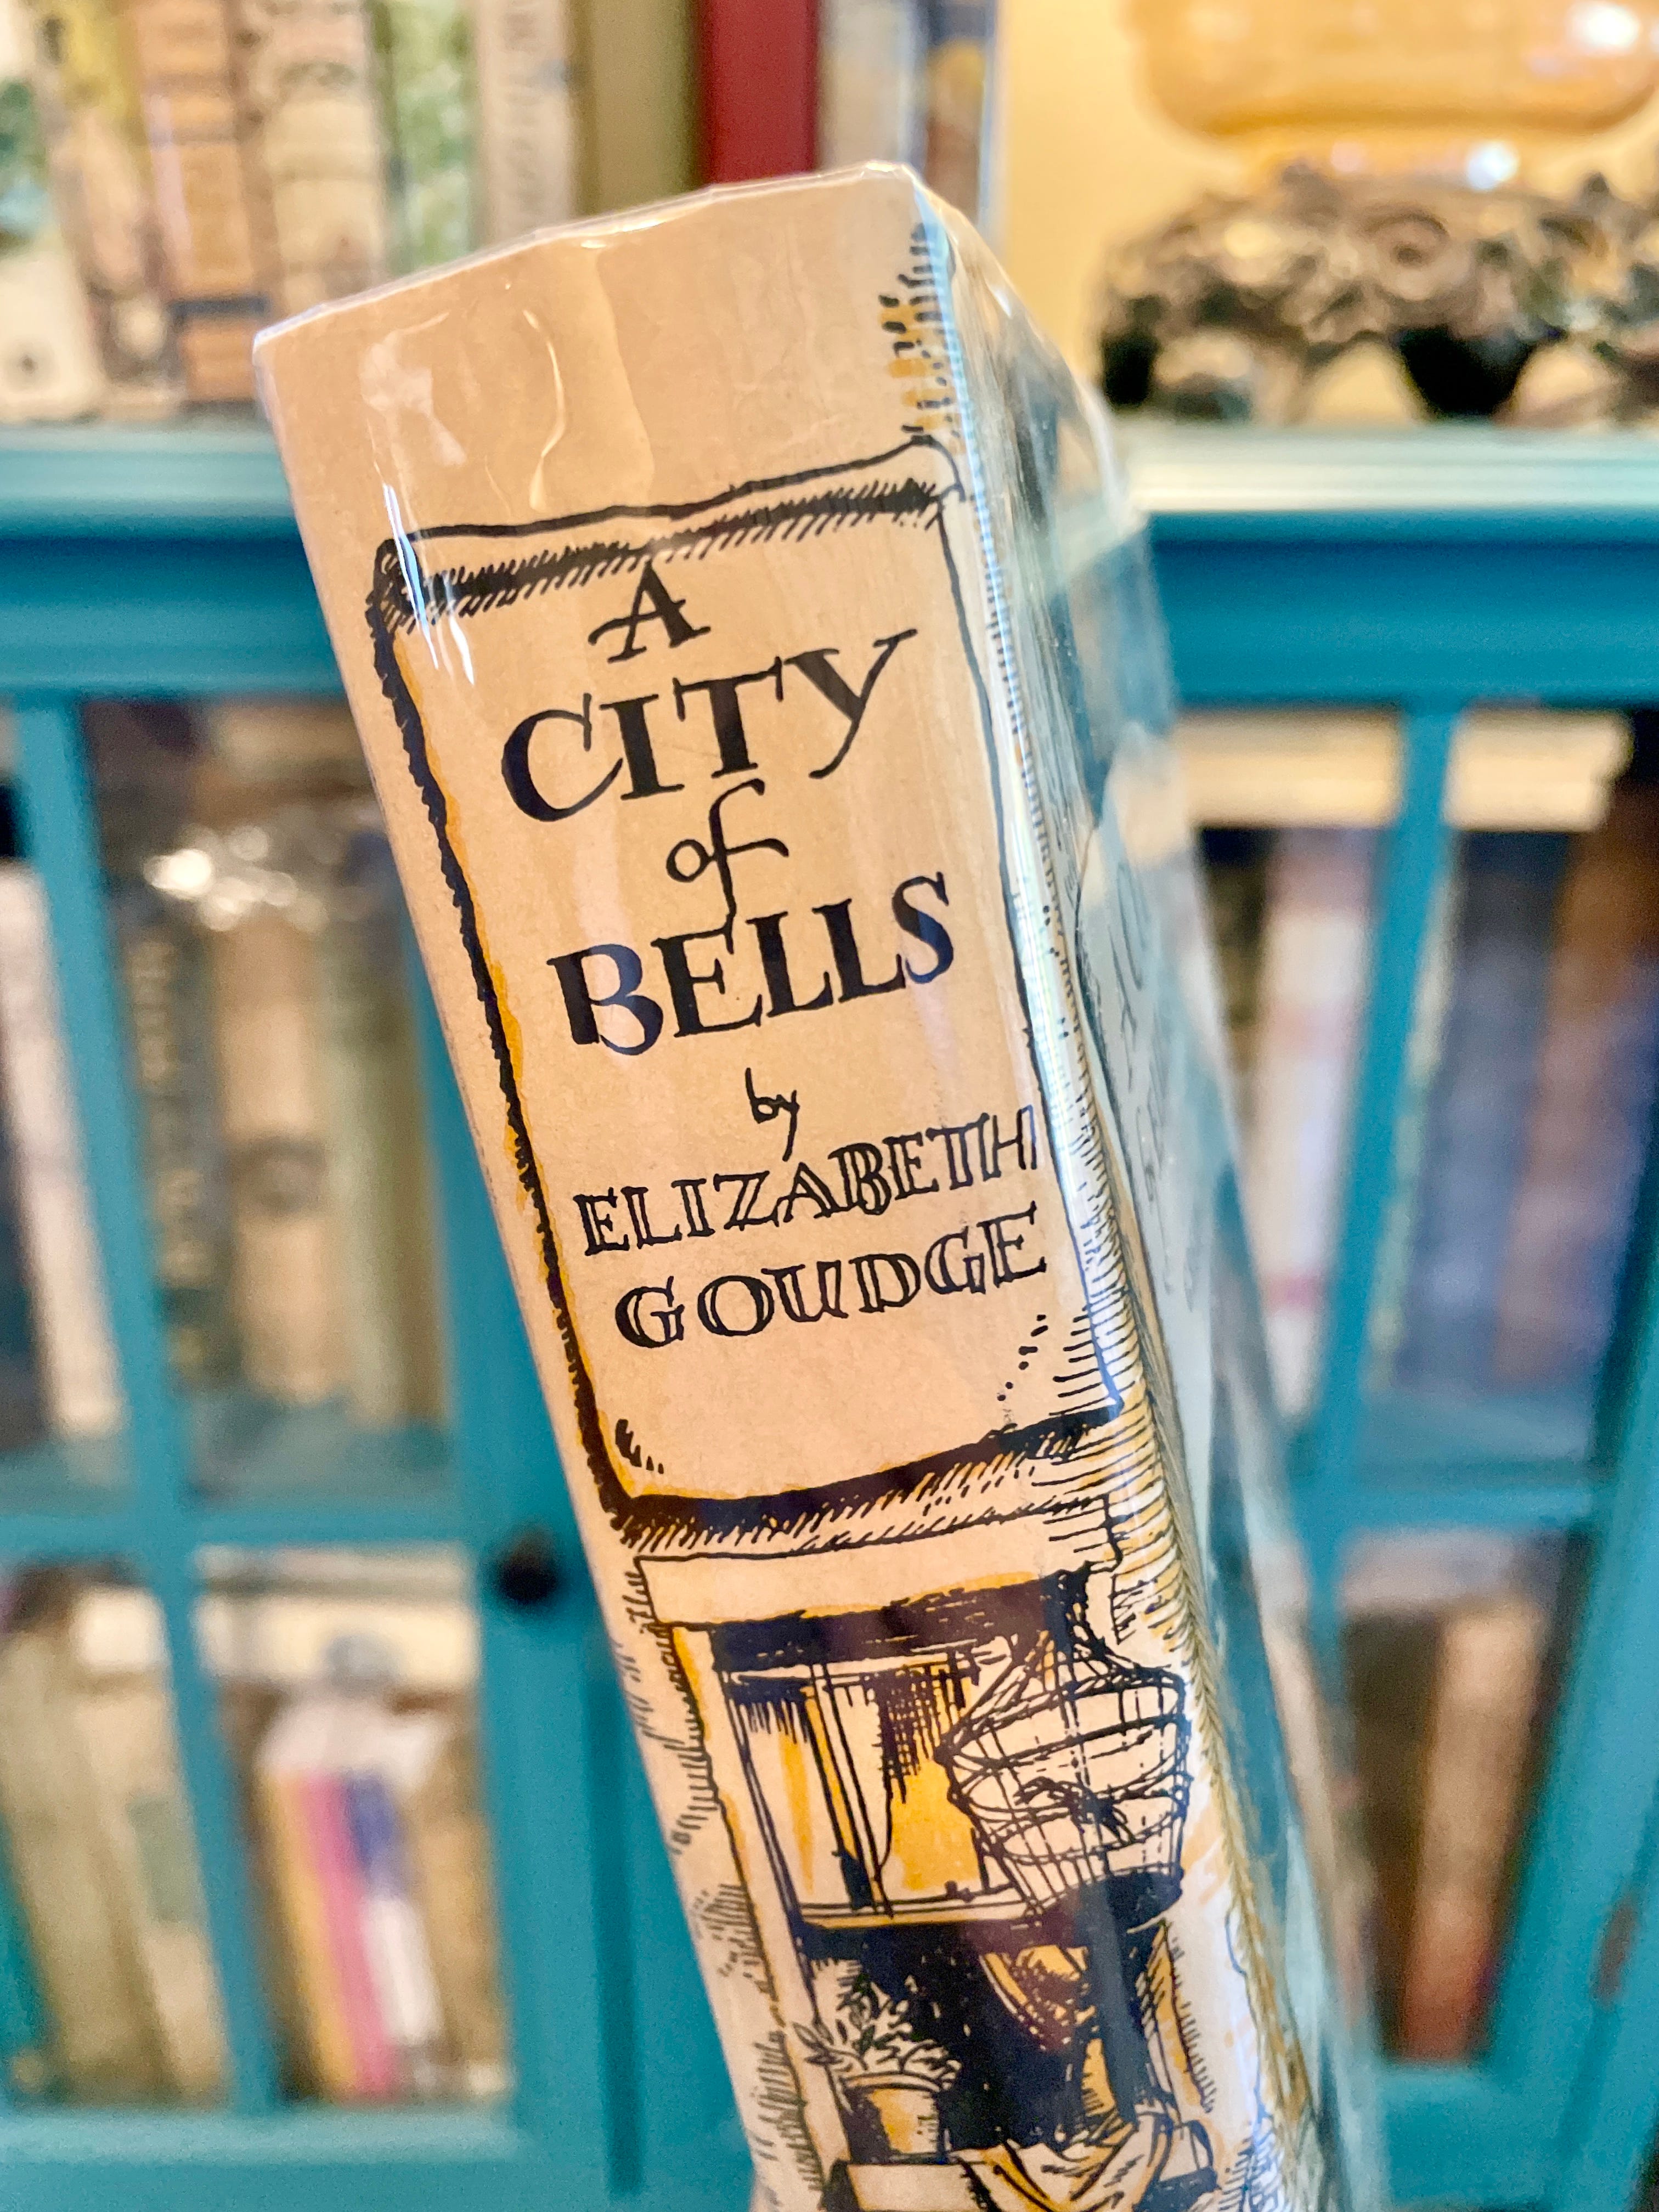 A
CITY
of
BELLS
by
ELIZABETH
GOUDGE